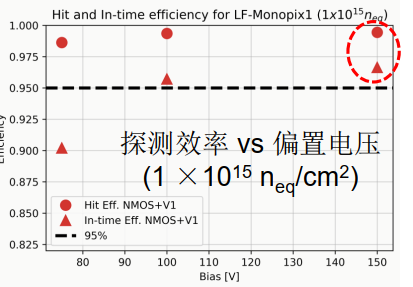 Hit and In-time efficiency for LF-Monopix1 (1x10¹⁵n_eq)
1.000
0.975
0.950
0.925
0.900
0.875
0.850
0.825
Efficiency
探测效率 vs 偏置电压
(1 ×10¹⁵ n_eq/cm²)
Hit Eff. NMOS+V1
In-time Eff. NMOS+V1
95%
80 90 100 110 120 130 140 150
Bias [V]